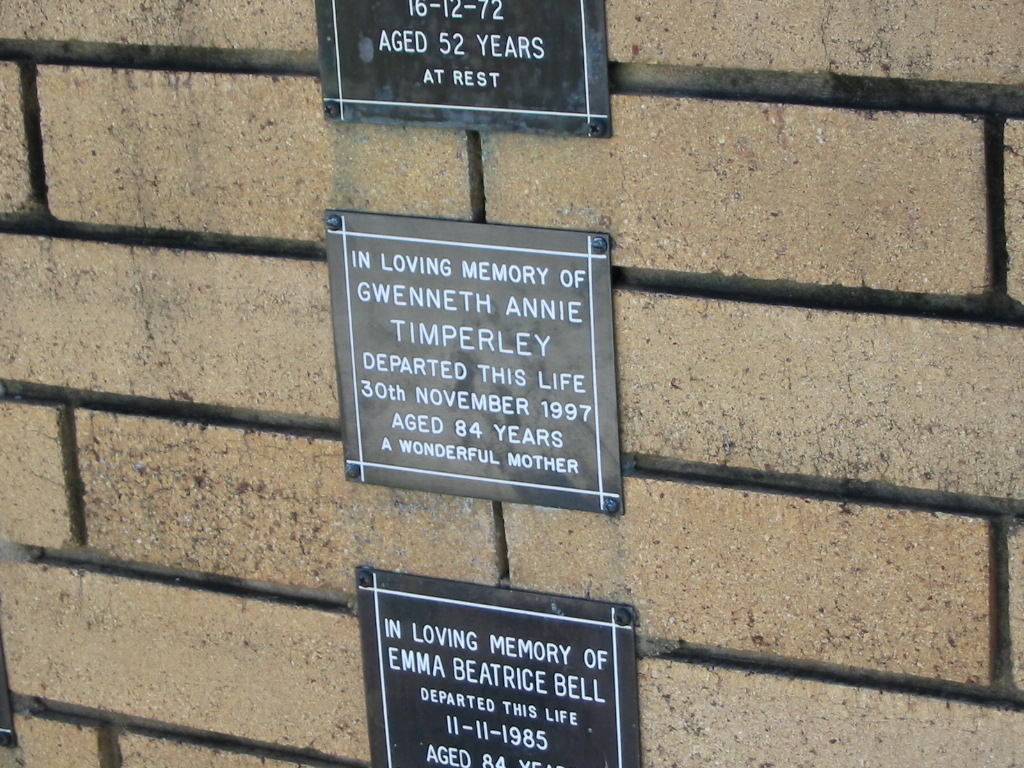 16-12-72
AGED 52 YEARS
AT REST
IN LOVING MEMORY OF
GWENNETH ANNIE
TIMPERLEY
DEPARTED THIS LIFE
30th NOVEMBER 1997
AGED 84 YEARS
A WONDERFUL MOTHER
IN LOVING MEMORY OF
EMMA BEATRICE BELL
DEPARTED THIS LIFE
11-11-1985
AGED 84